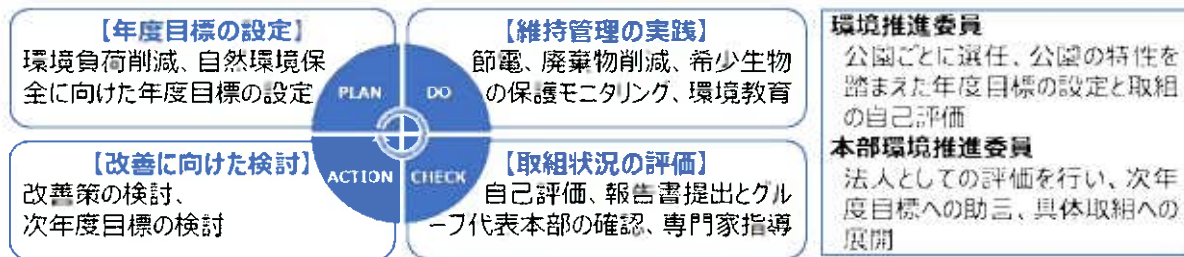 【年度目標の設定】
環境負荷削減、自然環境保
全に向けた年度目標の設定
【維持管理の実践】
節電、廃棄物削減、希少生物
の保護モニタリング、環境教育
PLAN
DO
ACTION
CHECK
【改善に向けた検討】
改善策の検討、
次年度目標の検討
【取組状況の評価】
自己評価、報告書提出とグル
ープ代表本部の確認、専門家指導
環境推進委員
公園ごとに選任、公園の特性を
踏まえた年度目標の設定と取組
の自己評価
本部環境推進委員
法人としての評価を行い、次年
度目標への助言、具体取組への
展開